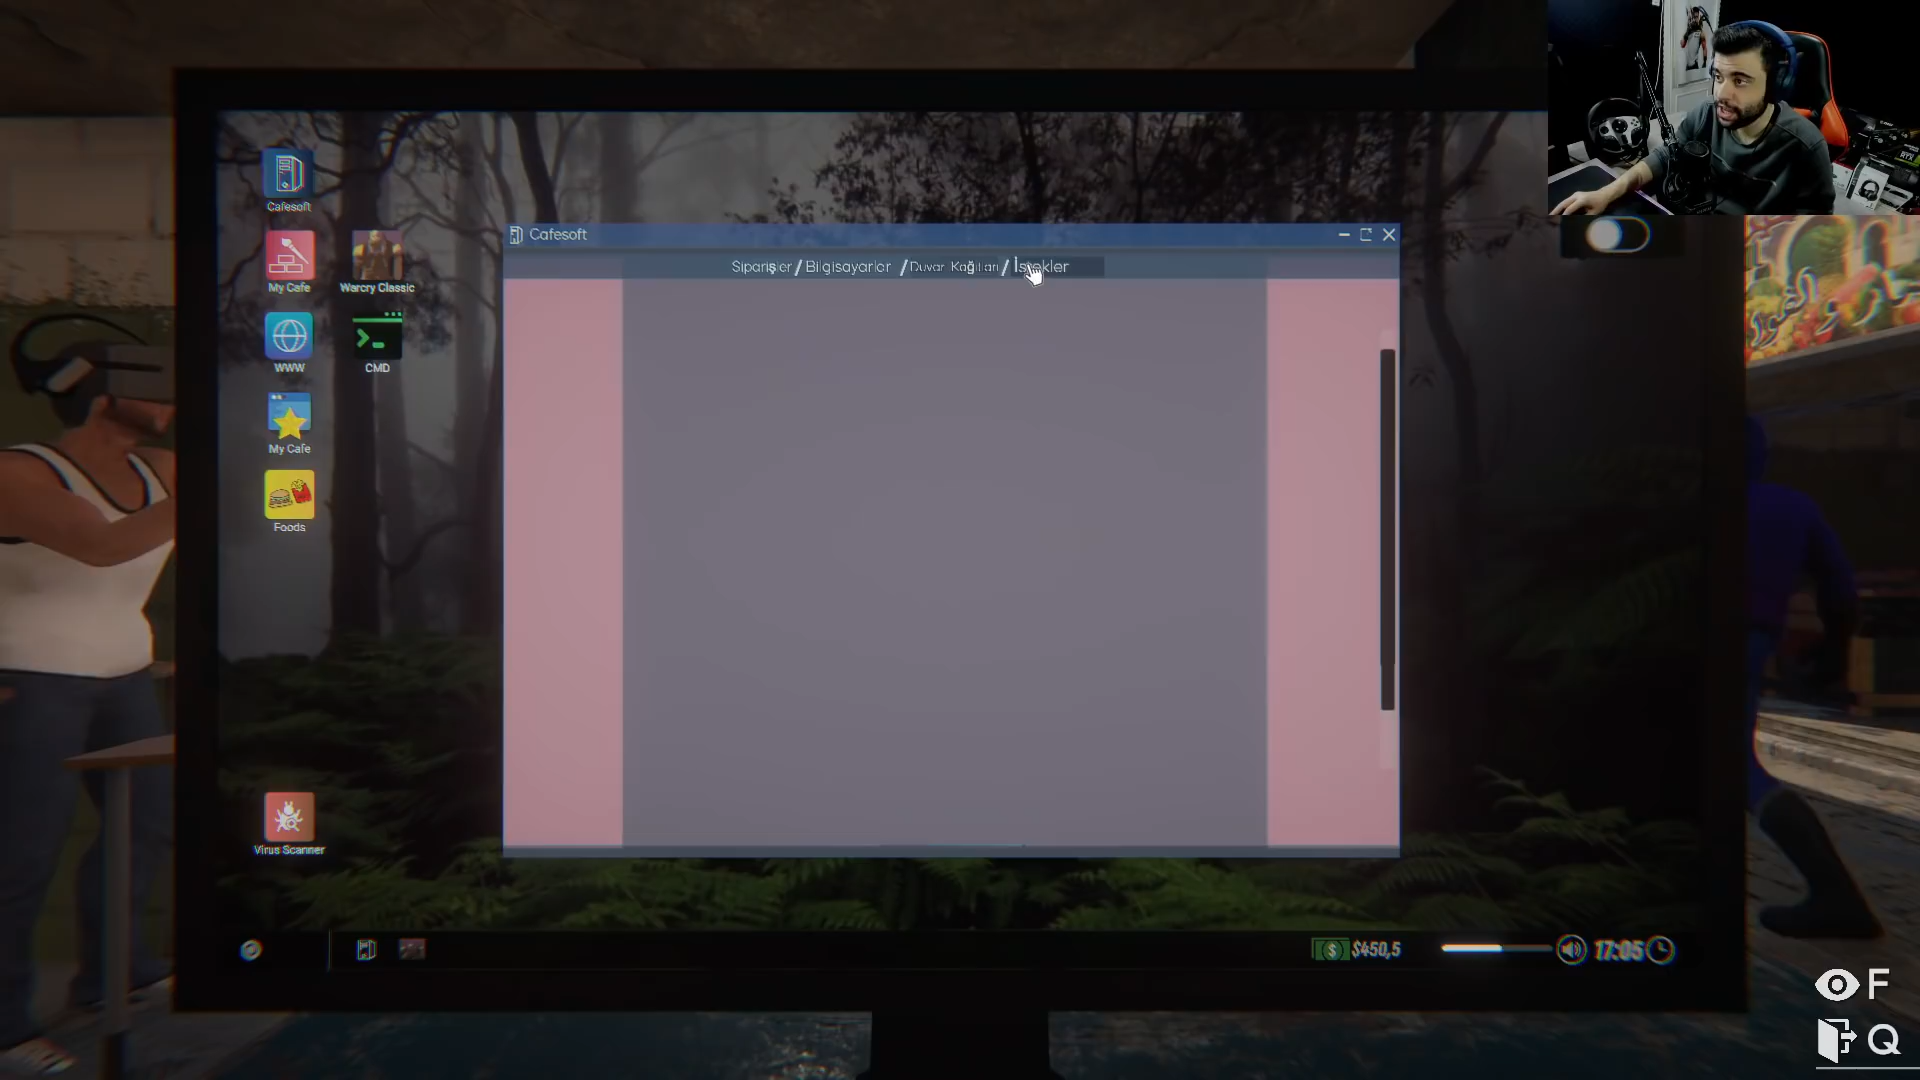 Cafesoft
My Cafe
Warcry Classic
WWW
CMD
My Cafe
Foods
Virus Scanner
Cafesoft
Siparişler / Bilgisayarlar / Duvar Kağıtları / İstekler
$450,5
17:05
F
Q